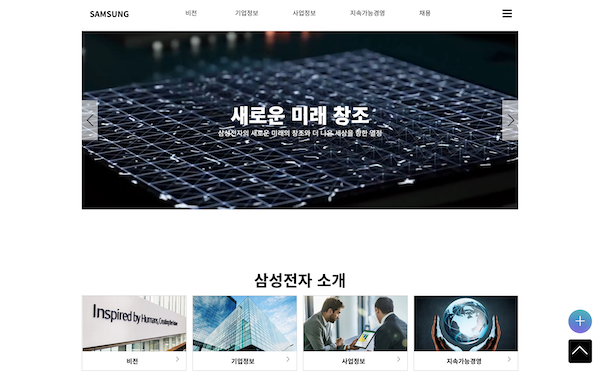 SAMSUNG
비전
기업정보
사업정보
지속가능경영
채용
새로운 미래 창조
삼성전자의 새로운 미래의 창조와 더 나은 세상을 향한 열정
삼성전자 소개
Inspired by Humans, Creating the Future
비전
기업정보
사업정보
지속가능경영